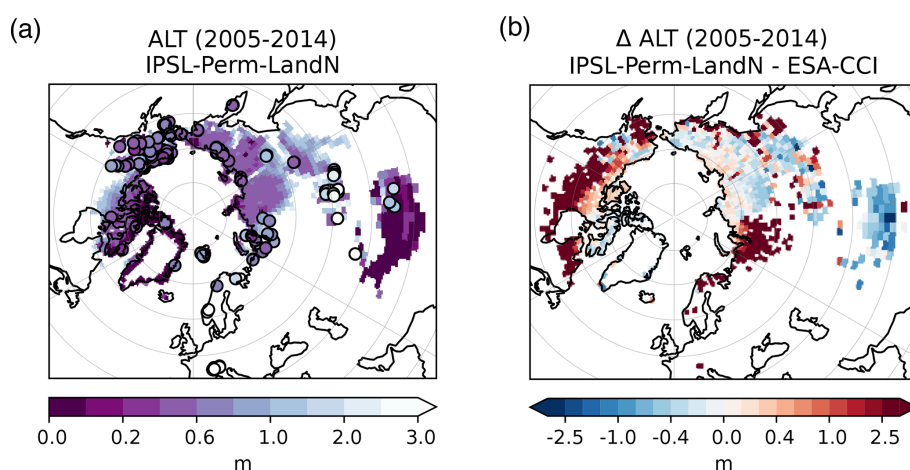 (a)
ALT (2005-2014)
IPSL-Perm-LandN
0.0 0.2 0.6 1.0 2.0 3.0
m
(b)
Δ ALT (2005-2014)
IPSL-Perm-LandN - ESA-CCI
-2.5 -1.0 -0.4 0.0 0.4 1.0 2.5
m